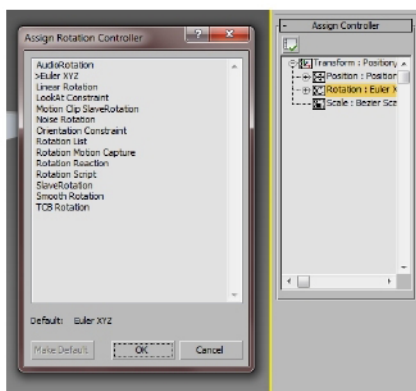 Assign Rotation Controller
?
X
AudioRotation
>Euler XYZ
Linear Rotation
LookAt Constraint
Motion Clip SlaveRotation
Noise Rotation
Orientation Constraint
Rotation List
Rotation Motion Capture
Rotation Reaction
Rotation Script
SlaveRotation
Smooth Rotation
TCB Rotation
Default: Euler XYZ
Make Default
OK
Cancel
- Assign Controller
Transform : Position/
Position : Position
Rotation : Euler X
Scale : Bezier Sca